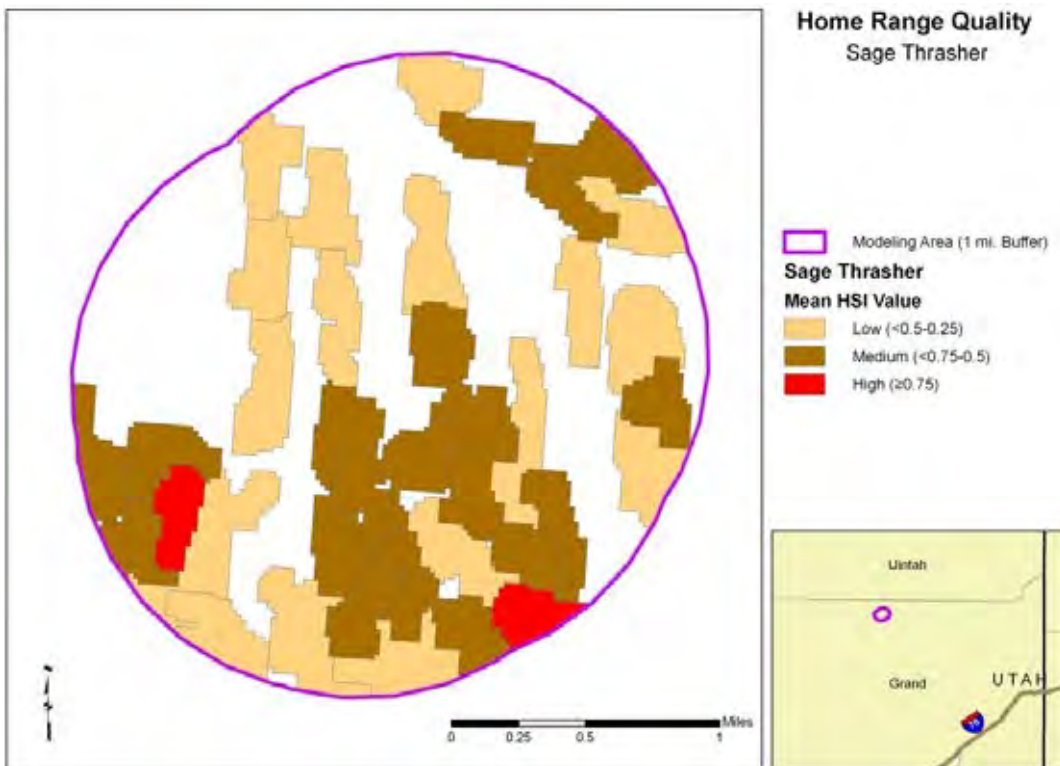 Home Range Quality
Sage Thrasher
Modeling Area (1 mi. Buffer)
Sage Thrasher
Mean HSI Value
Low (<0.5-0.25)
Medium (<0.75-0.5)
High (≥0.75)
Miles
0 0.25 0.5 1
Uintah
Grand
UTAH
70